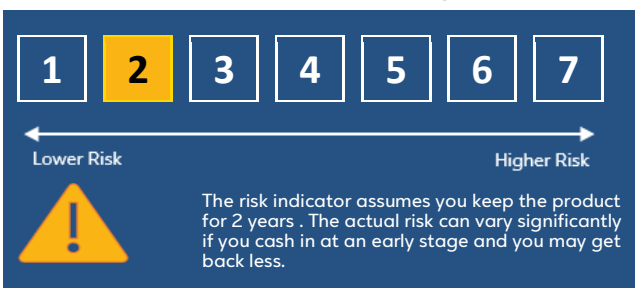 1 2 3 4 5 6 7
Lower Risk Higher Risk
!
The risk indicator assumes you keep the product
for 2 years . The actual risk can vary significantly
if you cash in at an early stage and you may get
back less.